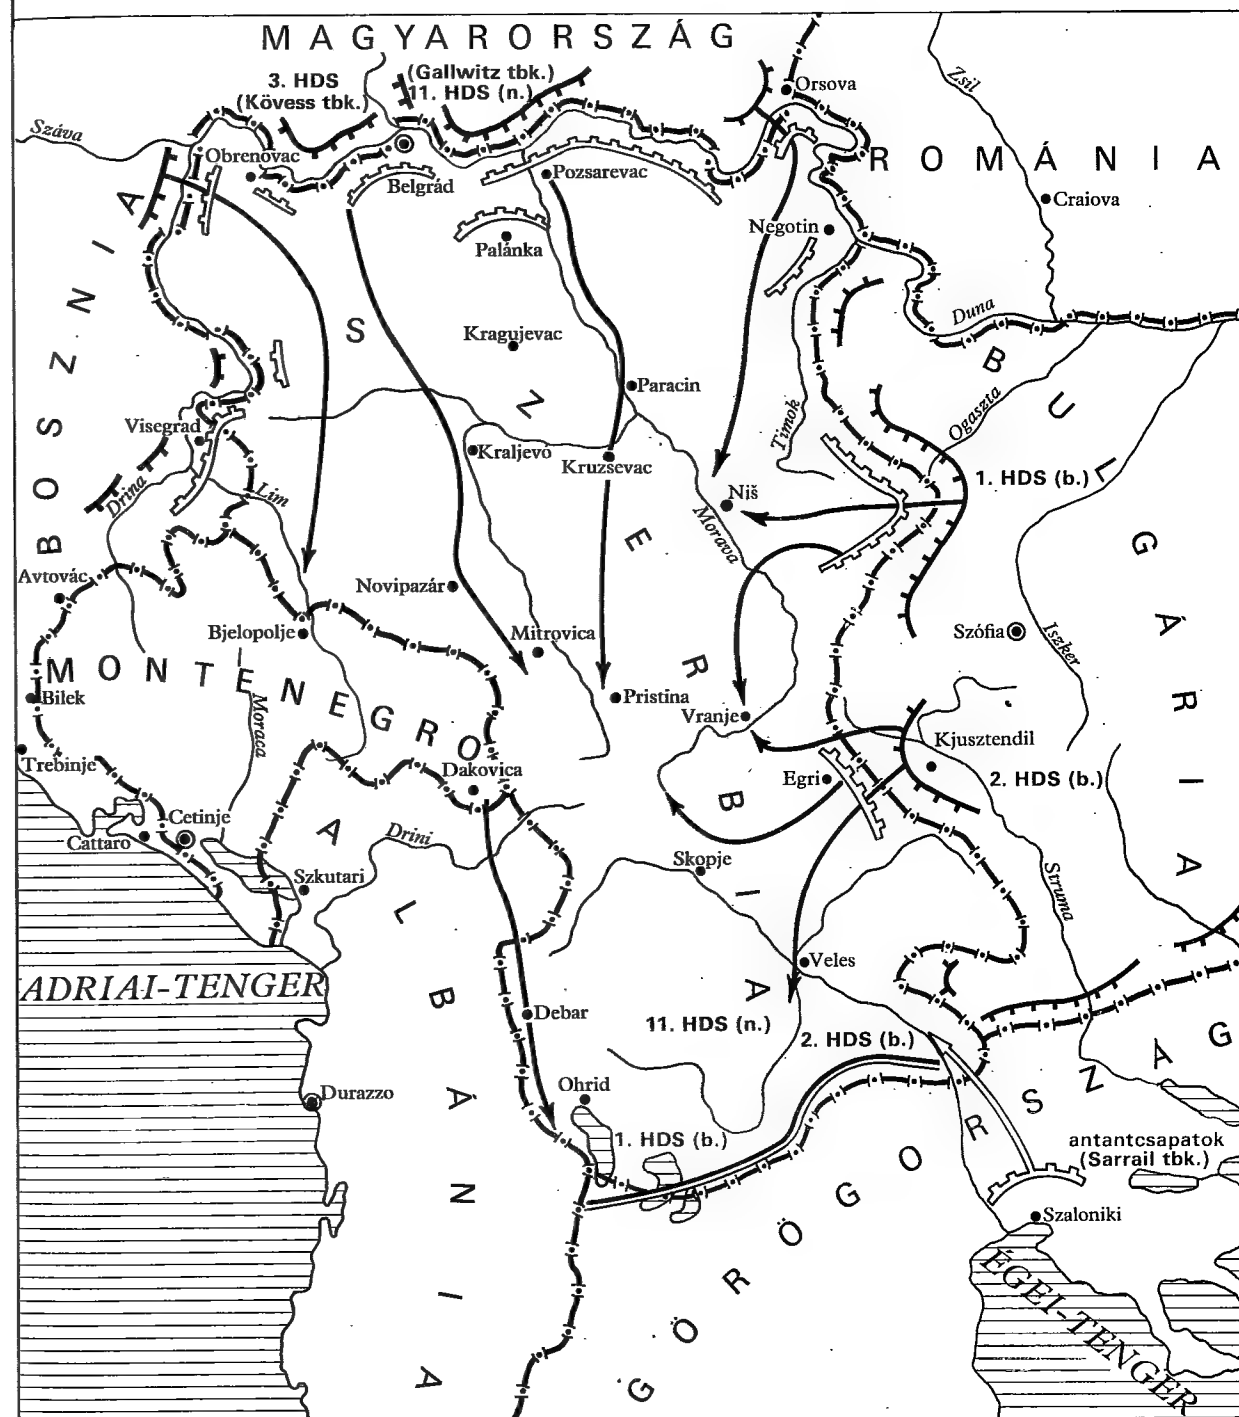 MAGYARORSZÁG
3. HDS
(Kövess tbk.)
(Gallwitz tbk.)
11. HDS (n.)
Orsova
Zsil
Száva
Obrenovac
Belgrád
Pozsarevac
ROMÁNIA
Craiova
Negotin
Palánka
BOSZNIA
Duna
Kragujevac
SZERBIA
BULGÁRIA
Paracin
Timok
Ogaszta
Visegrad
Kraljevo
Kruzsevac
1. HDS (b.)
Drina
Lim
Niš
Morava
Avtovác
Novipazár
Bjelopolje
Mitrovica
Szófia
Iszker
MONTENEGRO
Bilek
Moraca
Pristina
Vranje
Kjusztendil
Trebinje
Dakovica
Egri
2. HDS (b.)
Cetinje
Cattaro
Drini
ALBÁNIA
Skopje
Szkutari
Struma
Veles
ADRIAI-TENGER
Debar
11. HDS (n.)
2. HDS (b.)
Durazzo
Ohrid
1. HDS (b.)
GÖRÖGORSZÁG
antantcsapatok
(Sarrail tbk.)
Szaloniki
ÉGEI-TENGER